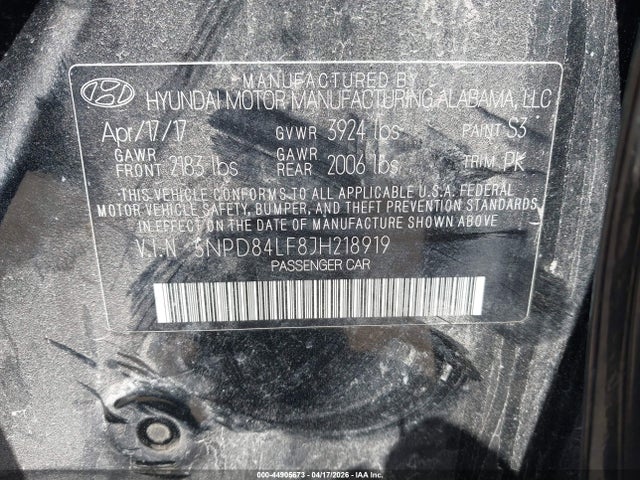 MANUFACTURED BY
HYUNDAI MOTOR MANUFACTURING ALABAMA, LLC
Apr/17/17 GVWR 3924 lbs PAINT S3
GAWR FRONT 2183 lbs GAWR REAR 2006 lbs TRIM PK
THIS VEHICLE CONFORMS TO ALL APPLICABLE U.S.A. FEDERAL
MOTOR VEHICLE SAFETY, BUMPER, AND THEFT PREVENTION STANDARDS
IN EFFECT ON THE DATE OF MANUFACTURE SHOWN ABOVE.
V.I.N 5NPD84LF8JH218919
PASSENGER CAR
000-44905673 - 04/17/2026 - IAA Inc.